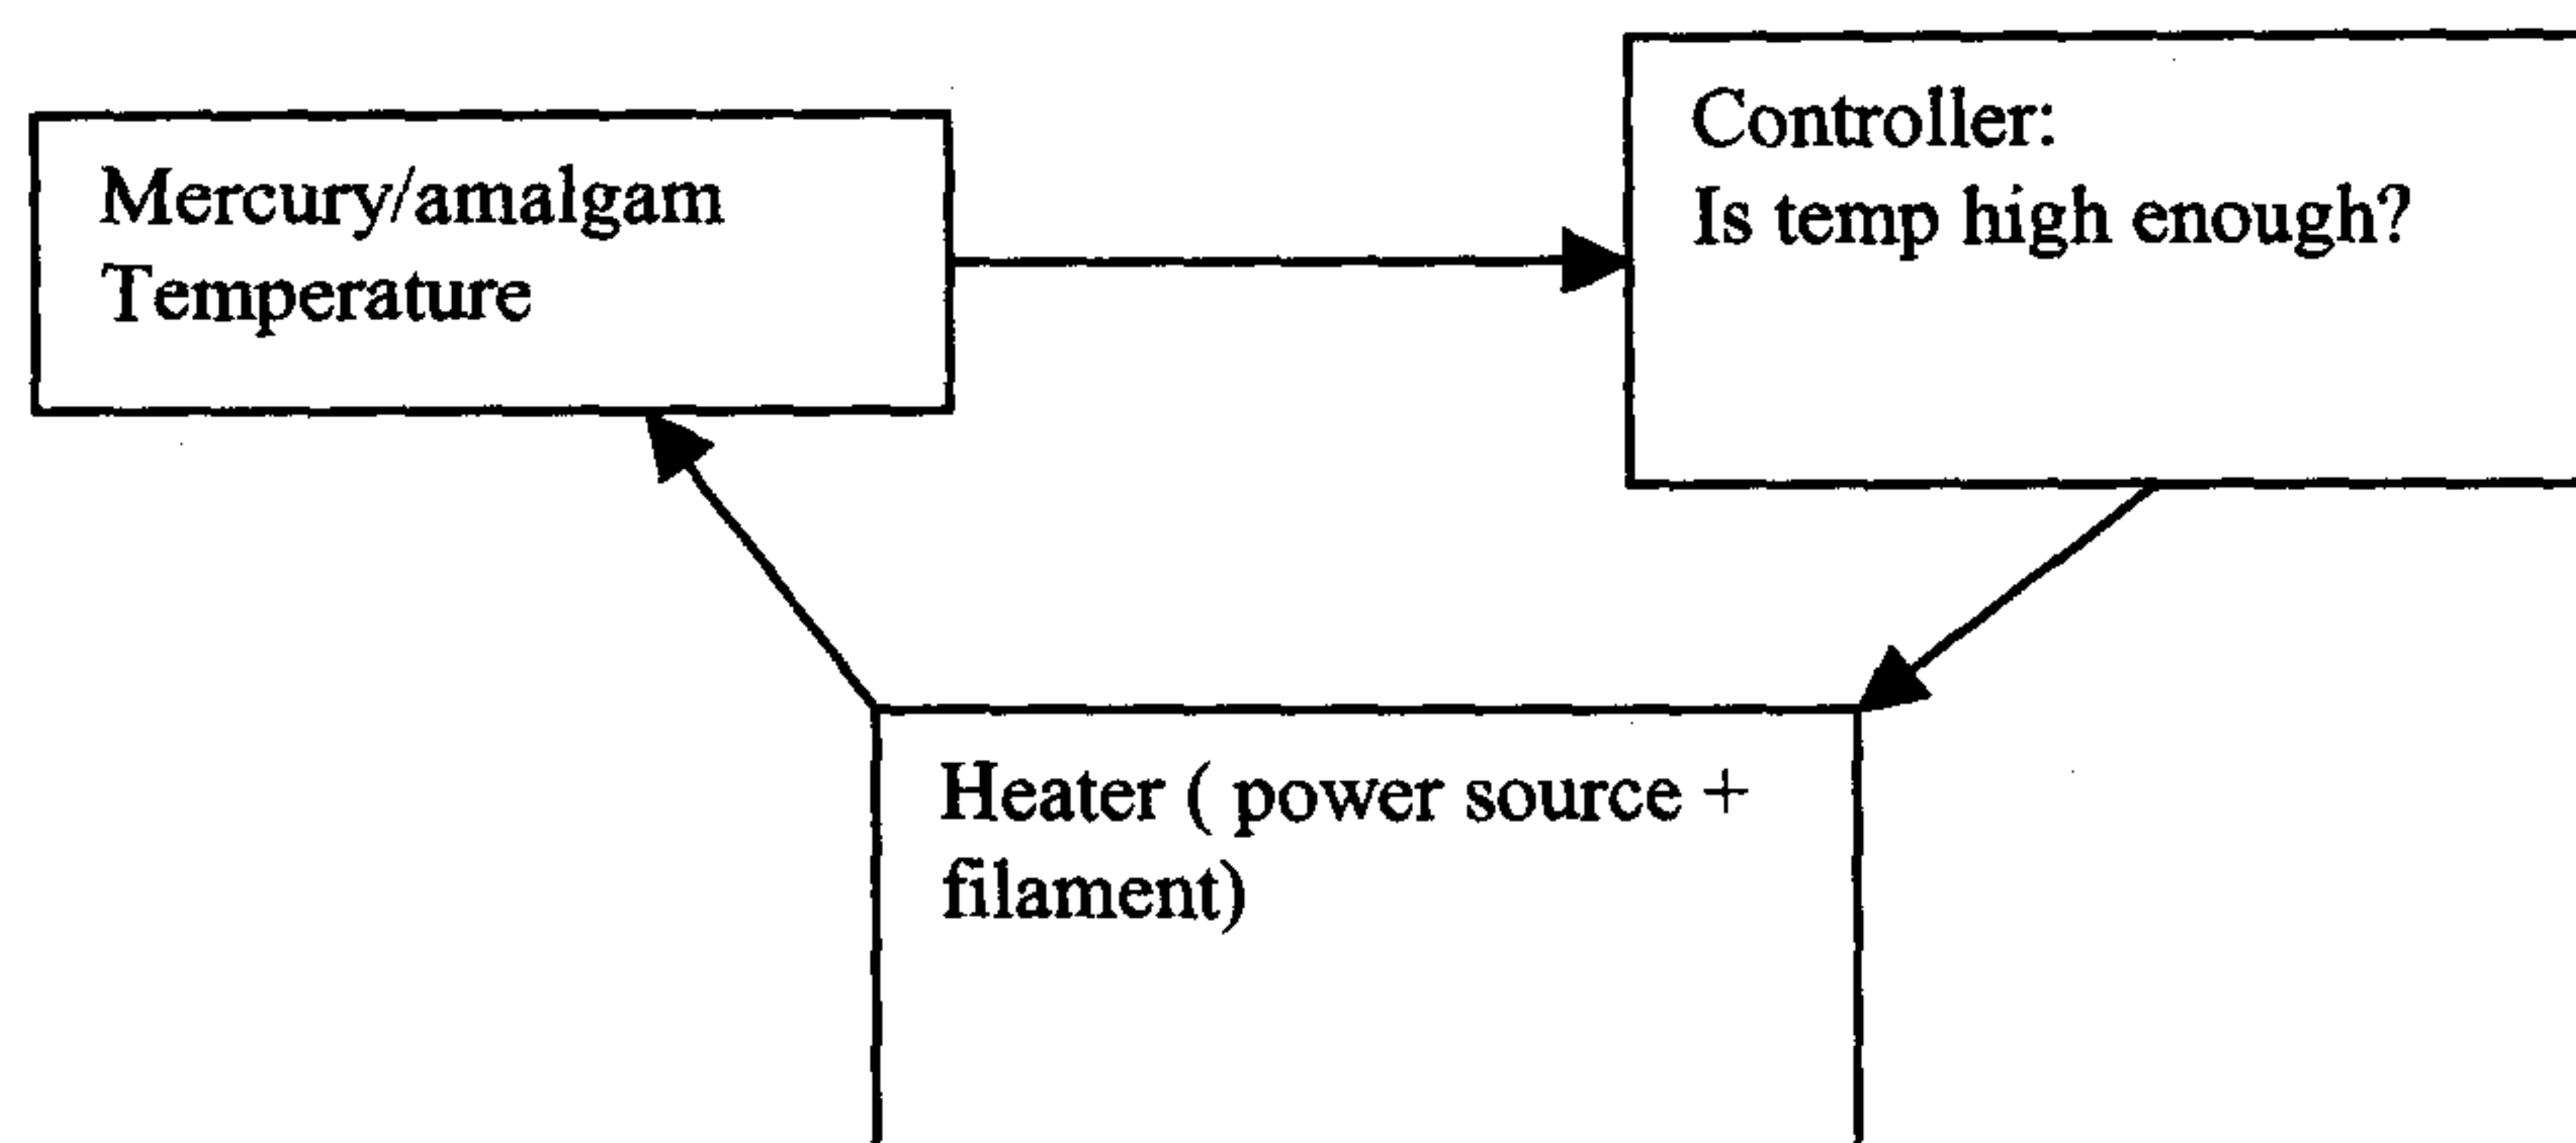 Mercury/amalgam
Temperature
Controller:
Is temp high enough?
Heater ( power source +
filament)